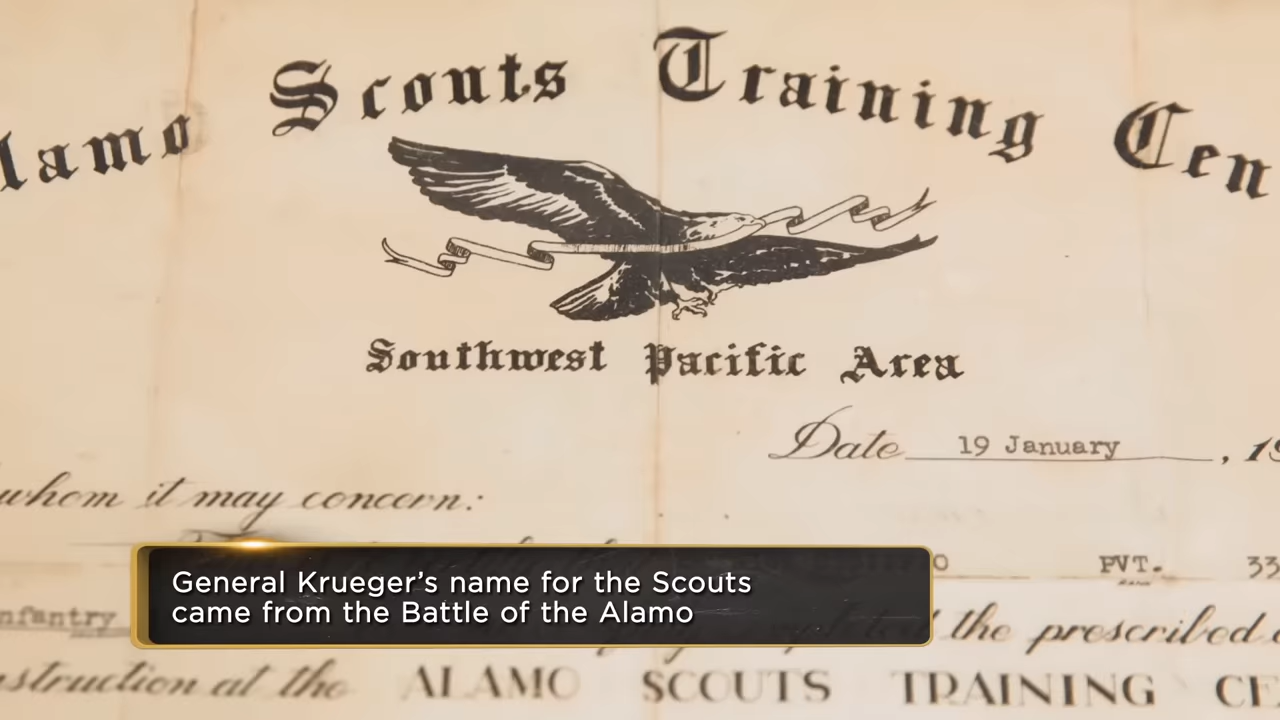 lamo Scouts Training Cen
Southwest Pacific Area
Date 19 January, 19
whom it may concern:
O PVT. 33
nfantry the prescribed
struction at the ALAMO SCOUTS TRAINING CE
General Krueger's name for the Scouts
came from the Battle of the Alamo